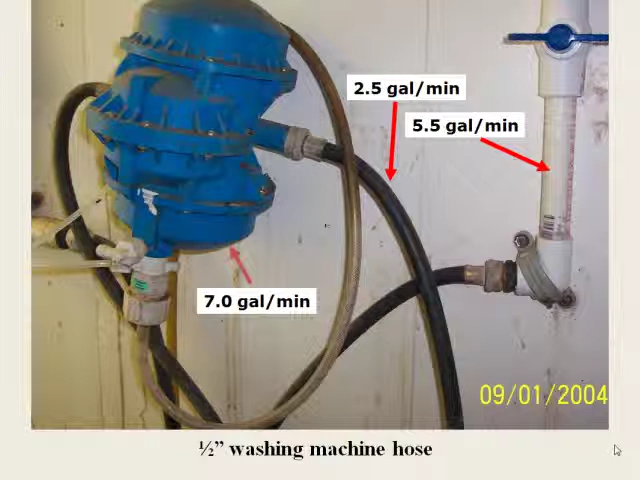 2.5 gal/min
5.5 gal/min
7.0 gal/min
09/01/2004
½” washing machine hose